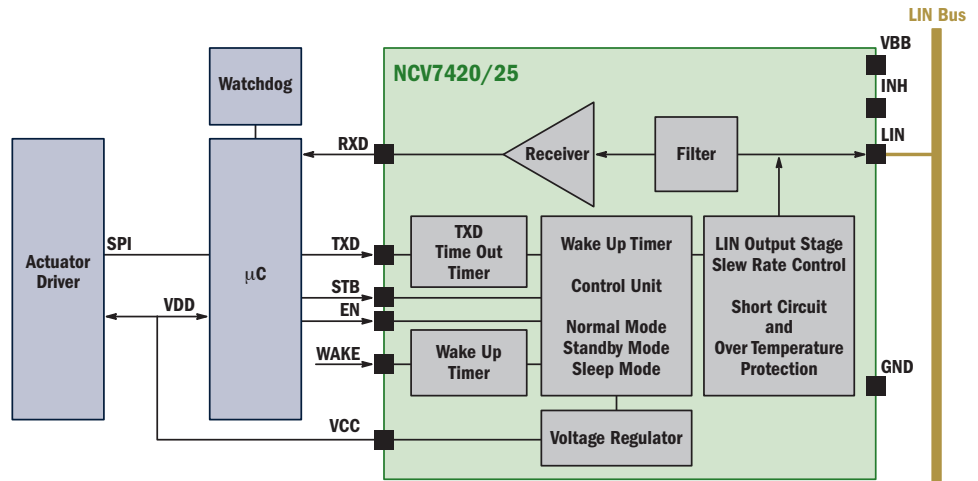 LIN Bus
VBB
NCV7420/25
INH
Watchdog
RXD
LIN
Receiver
Filter
SPI
TXD
TXD
Time Out
Timer
Wake Up Timer
Control Unit
Normal Mode
Standby Mode
Sleep Mode
LIN Output Stage
Slew Rate Control
Short Circuit
and
Over Temperature
Protection
Actuator
Driver
µC
STB
VDD
EN
WAKE
Wake Up
Timer
GND
VCC
Voltage Regulator